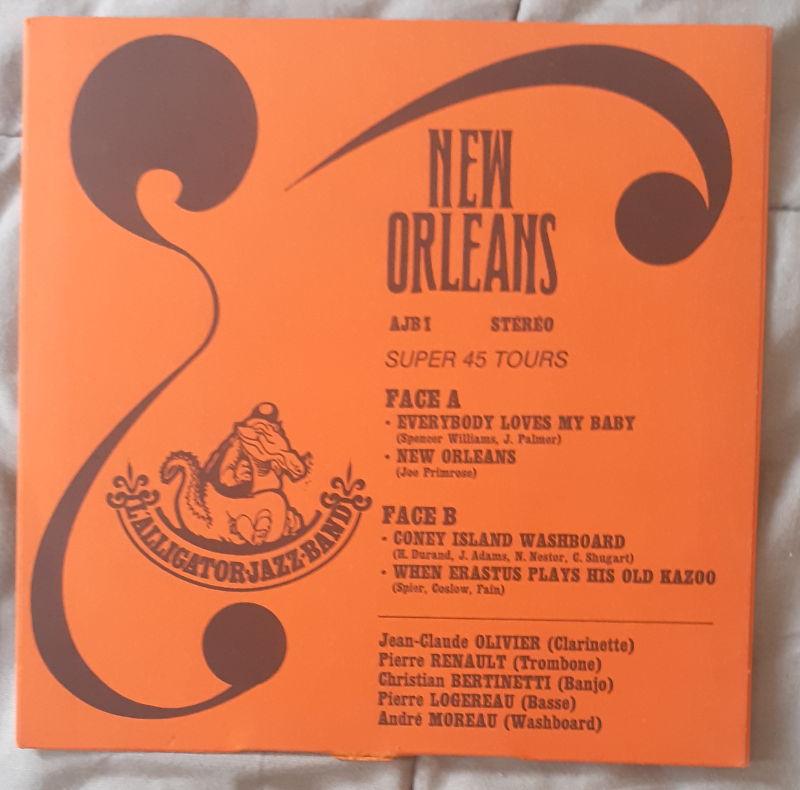 NEW
ORLEANS
AJB1 STÉRÉO
SUPER 45 TOURS
FACE A
• EVERYBODY LOVES MY BABY
(Spencer Williams, J. Palmer)
• NEW ORLEANS
(Joe Primrose)
FACE B
• CONEY ISLAND WASHBOARD
(H. Durand, J. Adams, N. Nestor, C. Shugart)
• WHEN ERASTUS PLAYS HIS OLD KAZOO
(Spier, Coslow, Fain)
L'ALLIGATOR-JAZZ-BAND
Jean-Claude OLIVIER (Clarinette)
Pierre RENAULT (Trombone)
Christian BERTINETTI (Banjo)
Pierre LOGEREAU (Basse)
André MOREAU (Washboard)